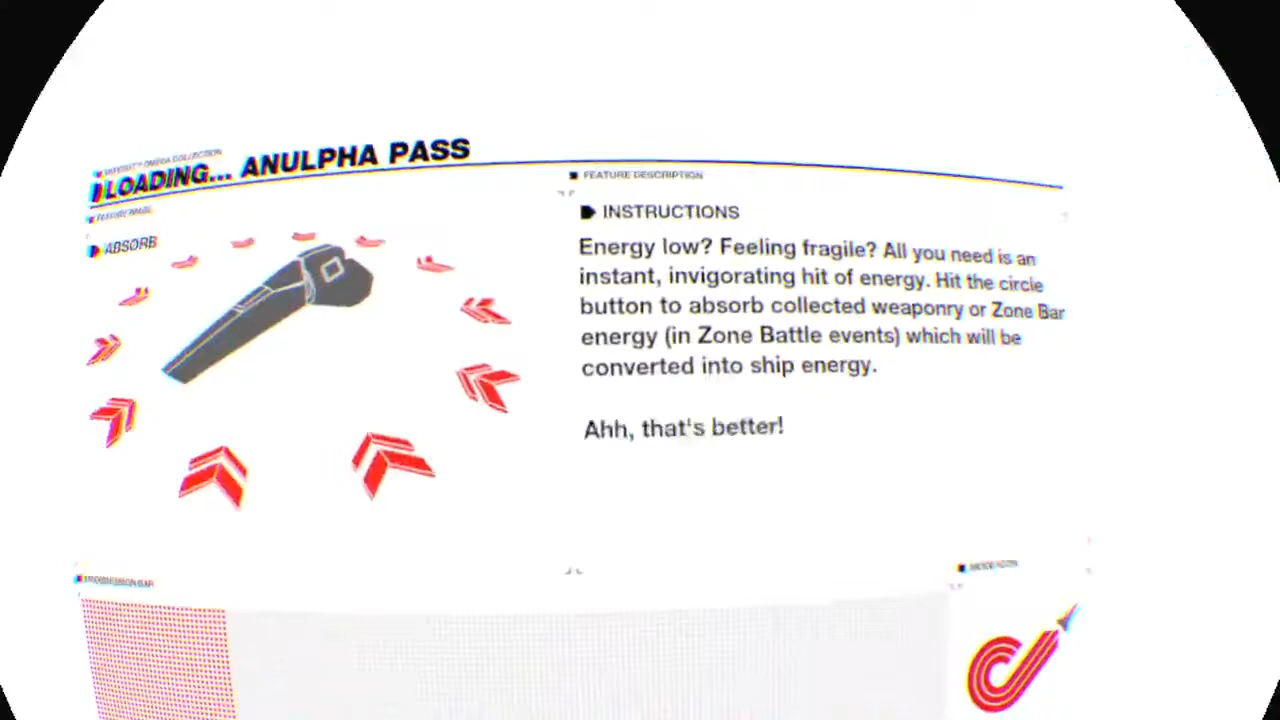 LOADING... ANULPHA PASS
FEATURE DESCRIPTION
ABSORB
INSTRUCTIONS
Energy low? Feeling fragile? All you need is an
instant, invigorating hit of energy. Hit the circle
button to absorb collected weaponry or Zone Bar
energy (in Zone Battle events) which will be
converted into ship energy.
Ahh, that's better!